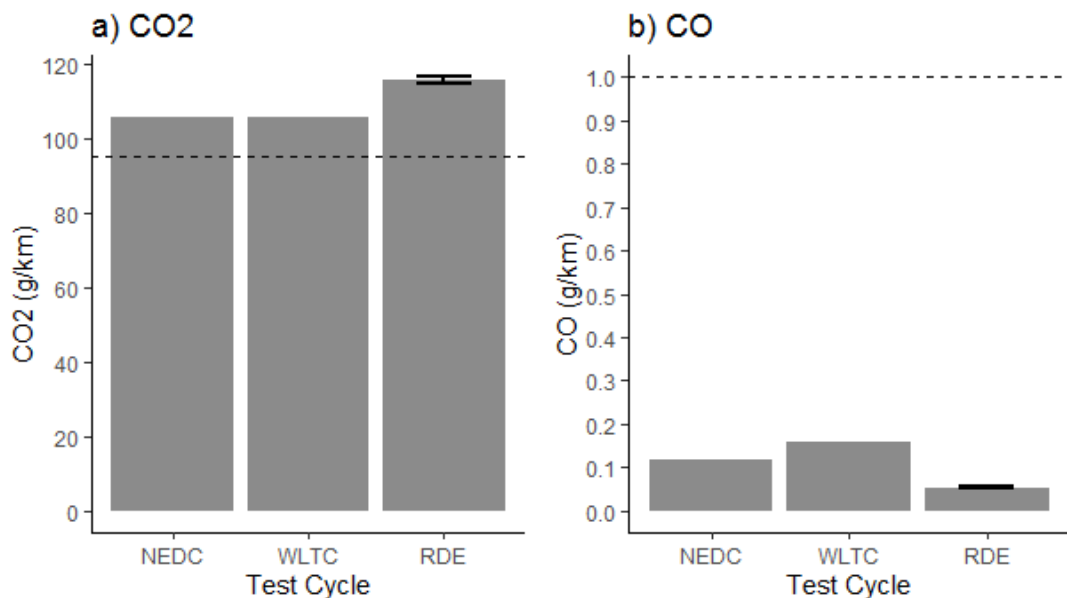 a) CO2
CO2 (g/km)
120
100
80
60
40
20
0
NEDC WLTC RDE
Test Cycle
b) CO
CO (g/km)
1.0
0.9
0.8
0.7
0.6
0.5
0.4
0.3
0.2
0.1
0.0
NEDC WLTC RDE
Test Cycle